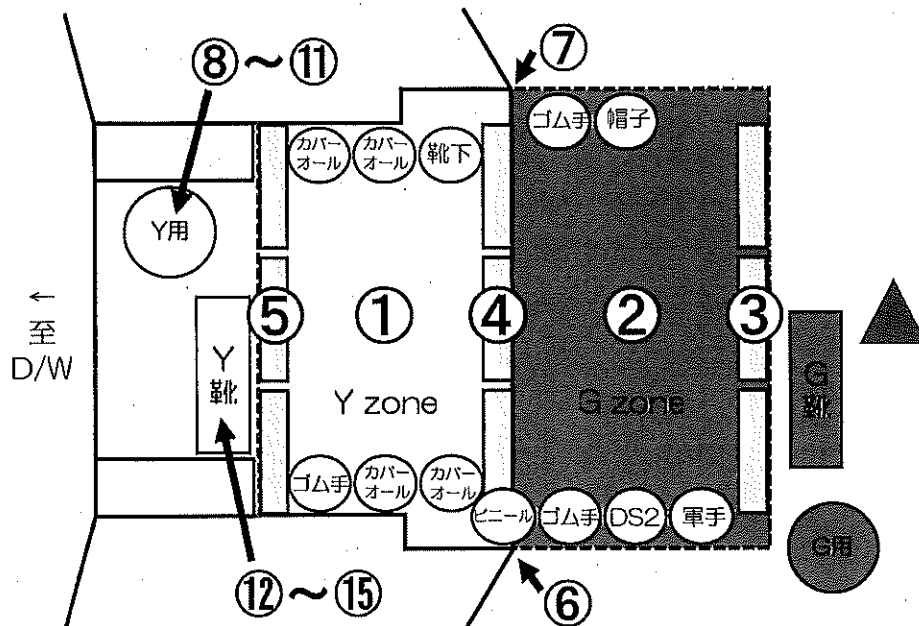 ⑧～⑪
⑦
ゴム手
帽子
カバーオール
カバーオール
靴下
Y用
←
至
D/W
⑤
①
④
②
③
Y
靴
Y zone
G zone
G
靴
ゴム手
カバーオール
カバーオール
ビニール
ゴム手
DS2
軍手
G用
⑫～⑮
⑥